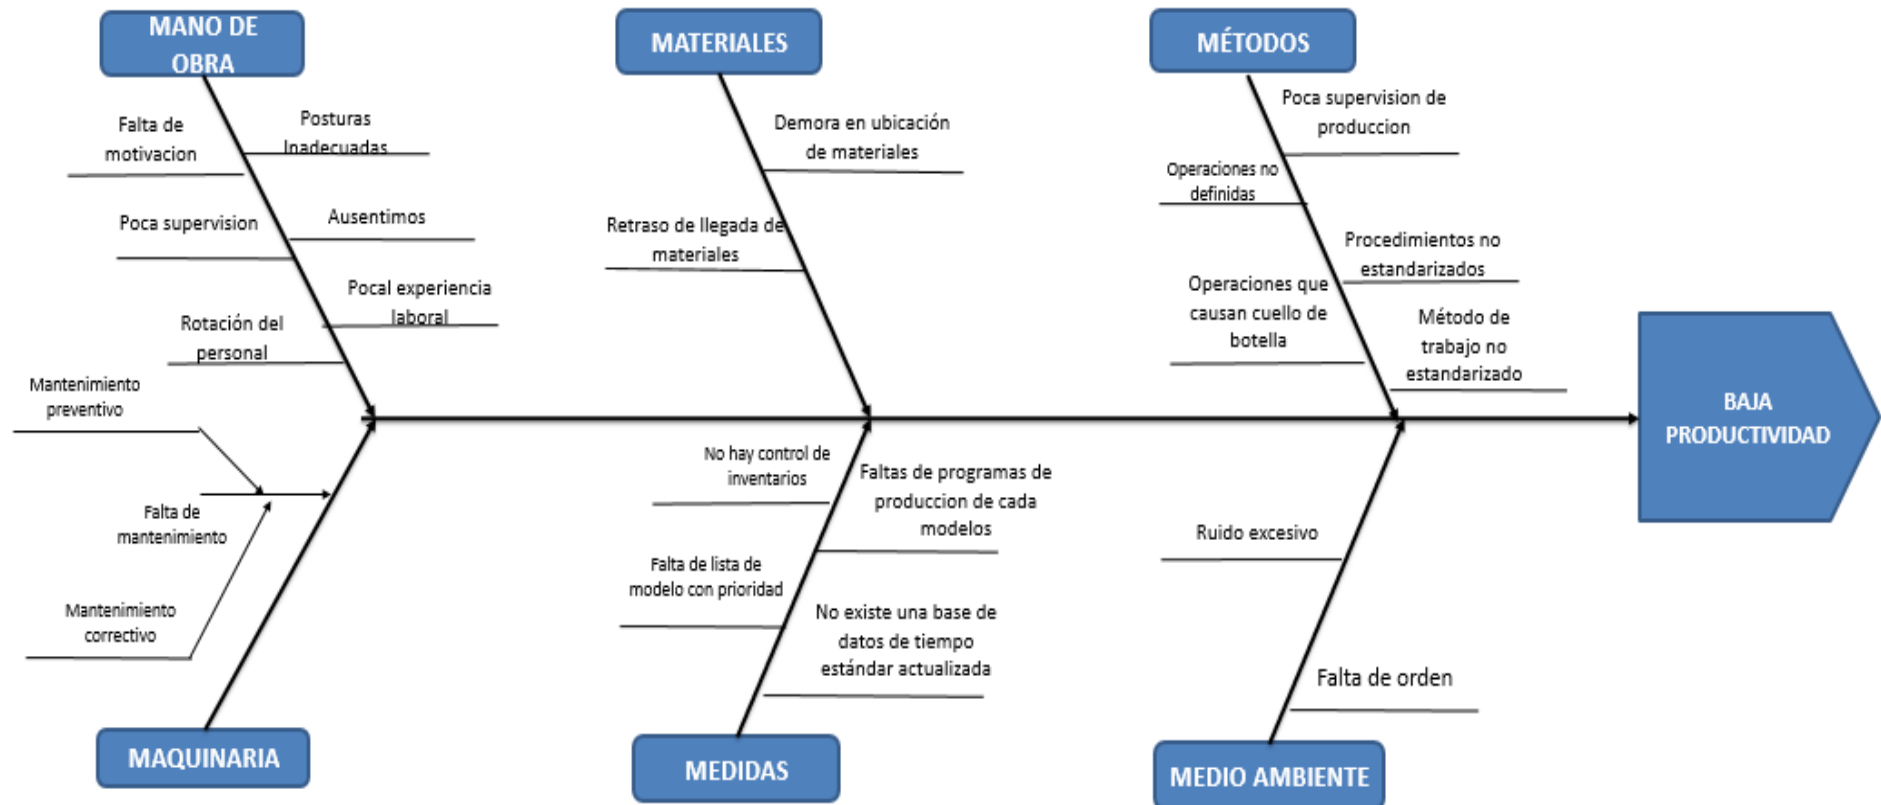 MANO DE
OBRA
MATERIALES
MÉTODOS
Falta de
motivacion
Posturas
Inadecuadas
Poca supervision
Ausentimos
Rotación del
personal
Pocal experiencia
laboral
Demora en ubicación
de materiales
Retraso de llegada de
materiales
Poca supervision de
produccion
Operaciones no
definidas
Procedimientos no
estandarizados
Operaciones que
causan cuello de
botella
Método de
trabajo no
estandarizado
BAJA
PRODUCTIVIDAD
Mantenimiento
preventivo
Falta de
mantenimiento
Mantenimiento
correctivo
No hay control de
inventarios
Faltas de programas de
produccion de cada
modelos
Falta de lista de
modelo con prioridad
No existe una base de
datos de tiempo
estándar actualizada
Ruido excesivo
Falta de orden
MAQUINARIA
MEDIDAS
MEDIO AMBIENTE